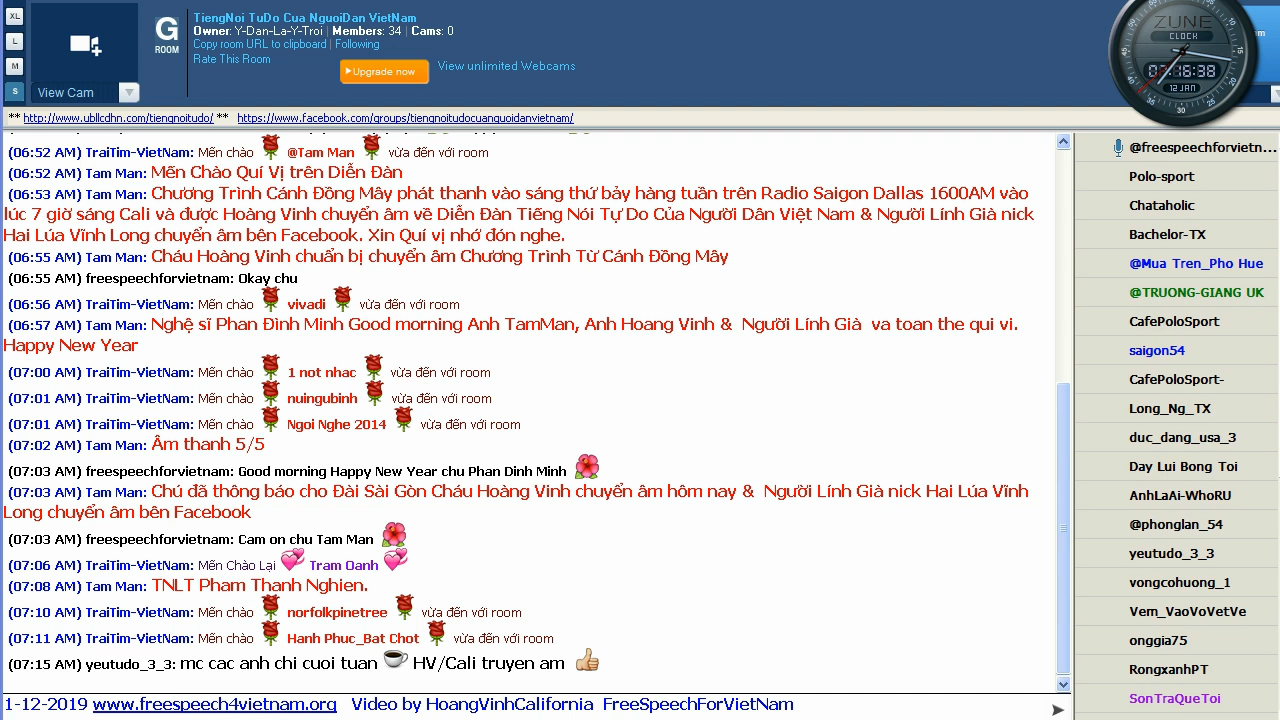 XL
L
M
S
View Cam
G
ROOM
TiengNoi TuDo Cua NguoiDan VietNam
Owner: Y-Dan-La-Y-Troi | Members: 34 | Cams: 0
Copy room URL to clipboard | Following
Rate This Room
Upgrade now
View unlimited Webcams
ZUNE
CLOCK
07:16:38
12 JAN
** http://www.ubllcdhn.com/tiengnoitudo/ ** https://www.facebook.com/groups/tiengnoitudocuanguoidanvietnam/
(06:52 AM) TraiTim-VietNam: Mến chào @Tam Man vừa đến với room
(06:52 AM) Tam Man: Mến Chào Quí Vị trên Diễn Đàn
(06:53 AM) Tam Man: Chương Trình Cánh Đồng Mây phát thanh vào sáng thứ bảy hàng tuần trên Radio Saigon Dallas 1600AM vào
lúc 7 giờ sáng Cali và được Hoàng Vinh chuyển âm về Diễn Đàn Tiếng Nói Tự Do Của Người Dân Việt Nam & Người Lính Già nick
Hai Lúa Vĩnh Long chuyển âm bên Facebook. Xin Quí vị nhớ đón nghe.
(06:55 AM) Tam Man: Cháu Hoàng Vinh chuẩn bị chuyển âm Chương Trình Từ Cánh Đồng Mây
(06:55 AM) freespeechforvietnam: Okay chu
(06:56 AM) TraiTim-VietNam: Mến chào vivadi vừa đến với room
(06:57 AM) Tam Man: Nghệ sĩ Phan Đình Minh Good morning Anh TamMan, Anh Hoang Vinh & Người Lính Già va toan the qui vi.
Happy New Year
(07:00 AM) TraiTim-VietNam: Mến chào 1 not nhac vừa đến với room
(07:01 AM) TraiTim-VietNam: Mến chào nuingubinh vừa đến với room
(07:01 AM) TraiTim-VietNam: Mến chào Ngoi Nghe 2014 vừa đến với room
(07:02 AM) Tam Man: Âm thanh 5/5
(07:03 AM) freespeechforvietnam: Good morning Happy New Year chu Phan Dinh Minh
(07:03 AM) Tam Man: Chú đã thông báo cho Đài Sài Gòn Cháu Hoàng Vinh chuyển âm hôm nay & Người Lính Già nick Hai Lúa Vĩnh
Long chuyển âm bên Facebook
(07:03 AM) freespeechforvietnam: Cam on chu Tam Man
(07:06 AM) TraiTim-VietNam: Mến Chào Lại Tram Oanh
(07:08 AM) Tam Man: TNLT Pham Thanh Nghien.
(07:10 AM) TraiTim-VietNam: Mến chào norfolkpinetree vừa đến với room
(07:11 AM) TraiTim-VietNam: Mến chào Hanh Phuc_Bat Chot vừa đến với room
(07:15 AM) yeutudo_3_3: mc cac anh chi cuoi tuan HV/Cali truyen am
1-12-2019 www.freespeech4vietnam.org Video by HoangVinhCalifornia FreeSpeechForVietNam
@freespeechforvietn...
Polo-sport
Chataholic
Bachelor-TX
@Mua Tren_Pho Hue
@TRUONG-GIANG UK
CafePoloSport
saigon54
CafePoloSport-
Long_Ng_TX
duc_dang_usa_3
Day Lui Bong Toi
AnhLaAi-WhoRU
@phonglan_54
yeutudo_3_3
vongcohuong_1
Vem_VaoVoVetVe
onggia75
RongxanhPT
SonTraQueToi